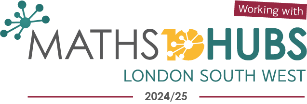 Working with
MATHS HUBS
LONDON SOUTH WEST
2024/25